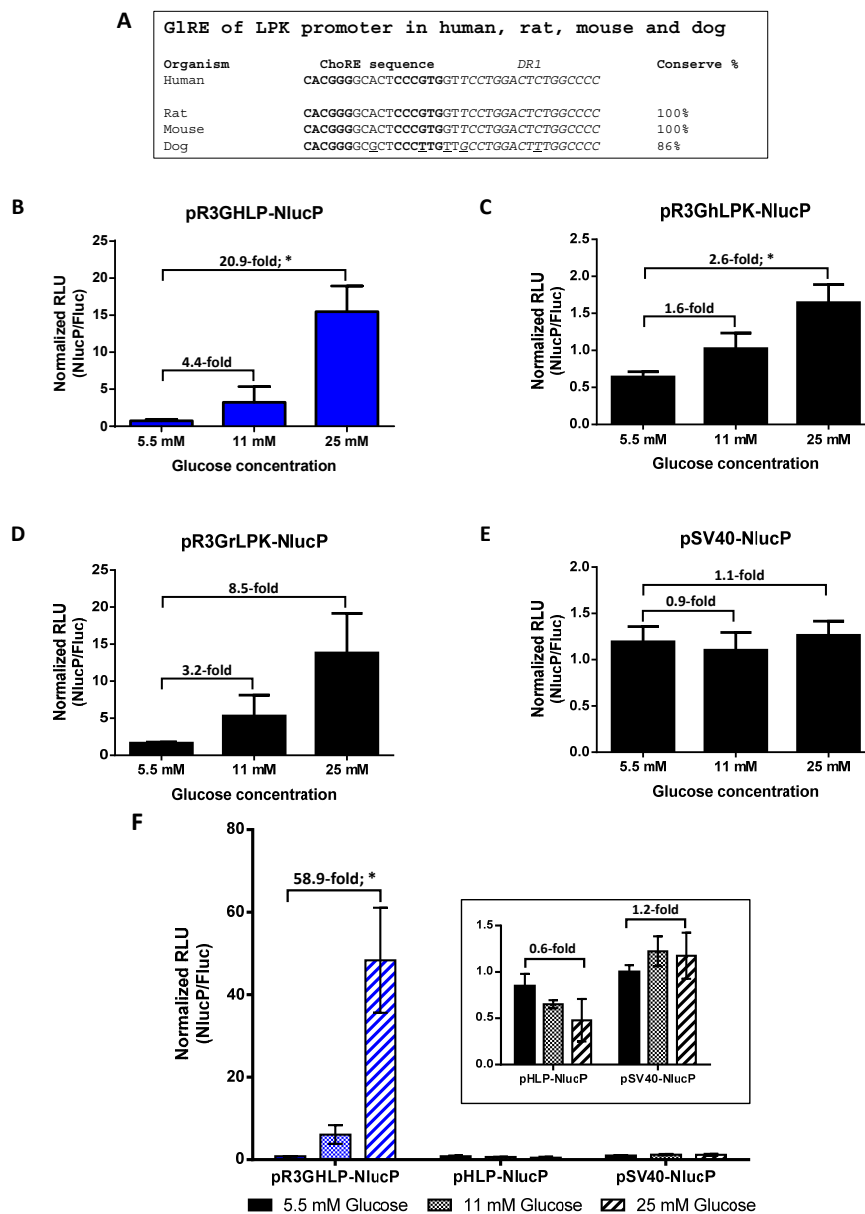 A
GlRE of LPK promoter in human, rat, mouse and dog
Organism ChoRE sequence DR1 Conserve %
Human CACGGGGCACTCCCGTGGTTCCTGGACTCTGGCCCC
Rat CACGGGGCACTCCCGTGGTTCCTGGACTCTGGCCCC 100%
Mouse CACGGGGCACTCCCGTGGTTCCTGGACTCTGGCCCC 100%
Dog CACGGGGCGCTCCCTTGTTGCCTGGACTTTGGCCCC 86%
B
pR3GHLP-NlucP
Normalized RLU
(NlucP/Fluc)
25
20
15
10
5
0
20.9-fold; *
4.4-fold
5.5 mM 11 mM 25 mM
Glucose concentration
C
pR3GhLPK-NlucP
Normalized RLU
(NlucP/Fluc)
2.5
2.0
1.5
1.0
0.5
0.0
2.6-fold; *
1.6-fold
5.5 mM 11 mM 25 mM
Glucose concentration
D
pR3GrLPK-NlucP
Normalized RLU
(NlucP/Fluc)
25
20
15
10
5
0
8.5-fold
3.2-fold
5.5 mM 11 mM 25 mM
Glucose concentration
E
pSV40-NlucP
Normalized RLU
(NlucP/Fluc)
2.0
1.5
1.0
0.5
0.0
1.1-fold
0.9-fold
5.5 mM 11 mM 25 mM
Glucose concentration
F
Normalized RLU
(NlucP/Fluc)
80
60
40
20
0
58.9-fold; *
1.5
1.0
0.5
0.0
0.6-fold
1.2-fold
pHLP-NlucP pSV40-NlucP
pR3GHLP-NlucP pHLP-NlucP pSV40-NlucP
5.5 mM Glucose 11 mM Glucose 25 mM Glucose